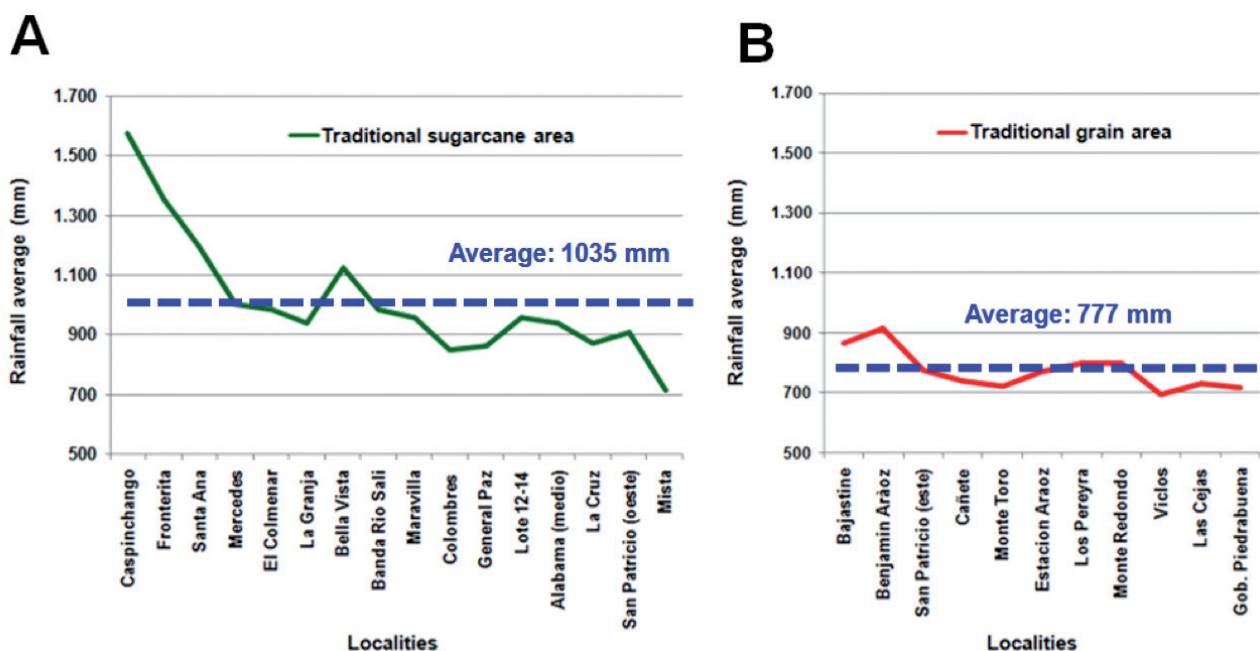 A
1.700
1.500
1.300
1.100
900
700
500
Rainfall average (mm)
Traditional sugarcane area
Average: 1035 mm
Caspinchango
Fronterita
Santa Ana
Mercedes
El Colmenar
La Granja
Bella Vista
Banda Rio Sali
Maravilla
Colombres
General Paz
Lote 12-14
Alabama (medio)
La Cruz
San Patricio (oeste)
Mista
Localities
B
1.700
1.500
1.300
1.100
900
700
500
Rainfall average (mm)
Traditional grain area
Average: 777 mm
Bajastine
Benjamin Aràoz
San Patricio (este)
Cañete
Monte Toro
Estacion Araoz
Los Pereyra
Monte Redondo
Viclos
Las Cejas
Gob. Piedrabuena
Localities